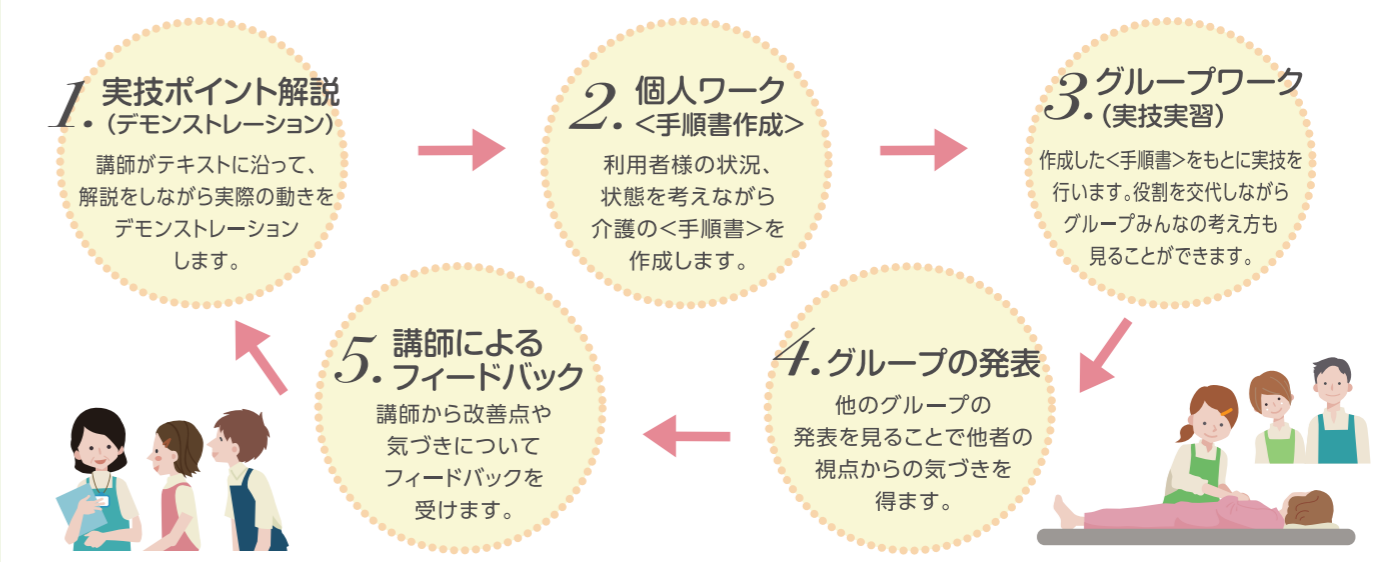 1. 実技ポイント解説
(デモンストレーション)
講師がテキストに沿って、
解説をしながら実際の動きを
デモンストレーション
します。
2. 個人ワーク
<手順書作成>
利用者様の状況、
状態を考えながら
介護の<手順書>を
作成します。
3. グループワーク
(実技実習)
作成した<手順書>をもとに実技を
行います。役割を交代しながら
グループみんなの考え方も
見ることができます。
4. グループの発表
他のグループの
発表を見ることで他者の
視点からの気づきを
得ます。
5. 講師による
フィードバック
講師から改善点や
気づきについて
フィードバックを
受けます。